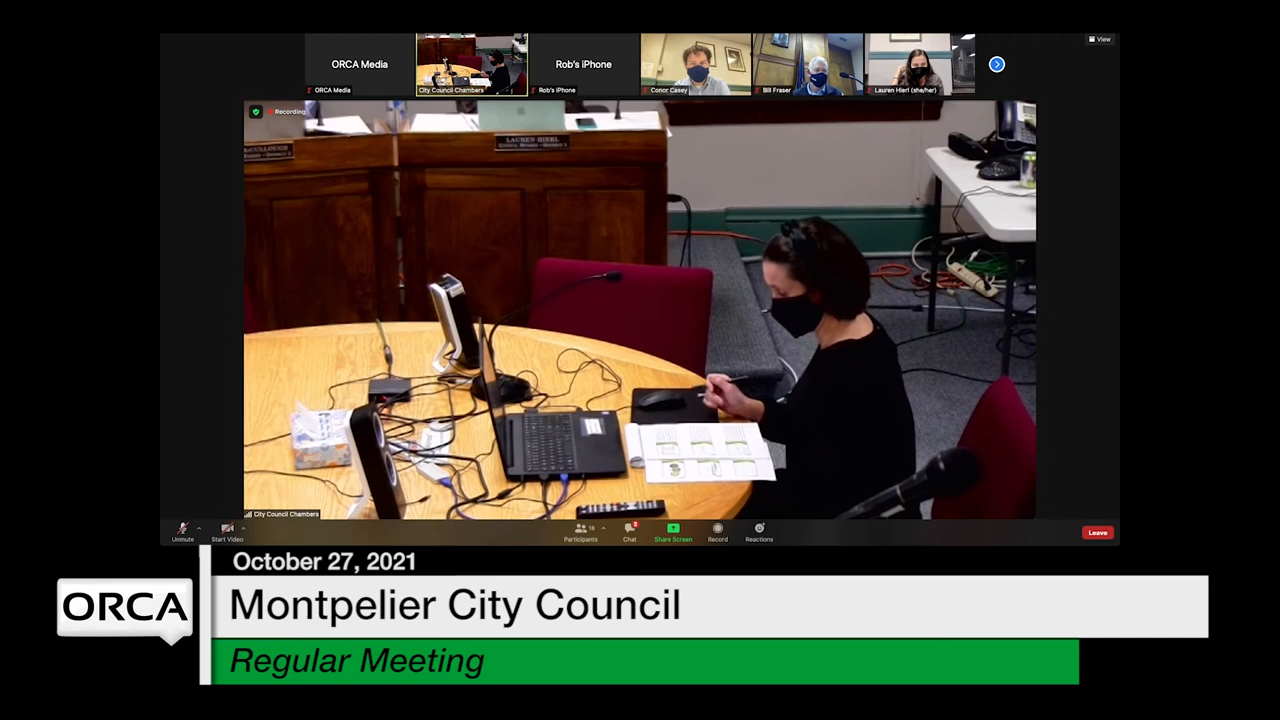 View
ORCA Media
Rob's iPhone
ORCA Media
City Council Chambers
Rob's iPhone
Conor Casey
Bill Fraser
Lauren Hierl (she/her)
Recording
LAUREN HIERL
City Council Chambers
Unmute
Start Video
Participants
18
Chat
Share Screen
Record
Reactions
Leave
October 27, 2021
ORCA
Montpelier City Council
Regular Meeting